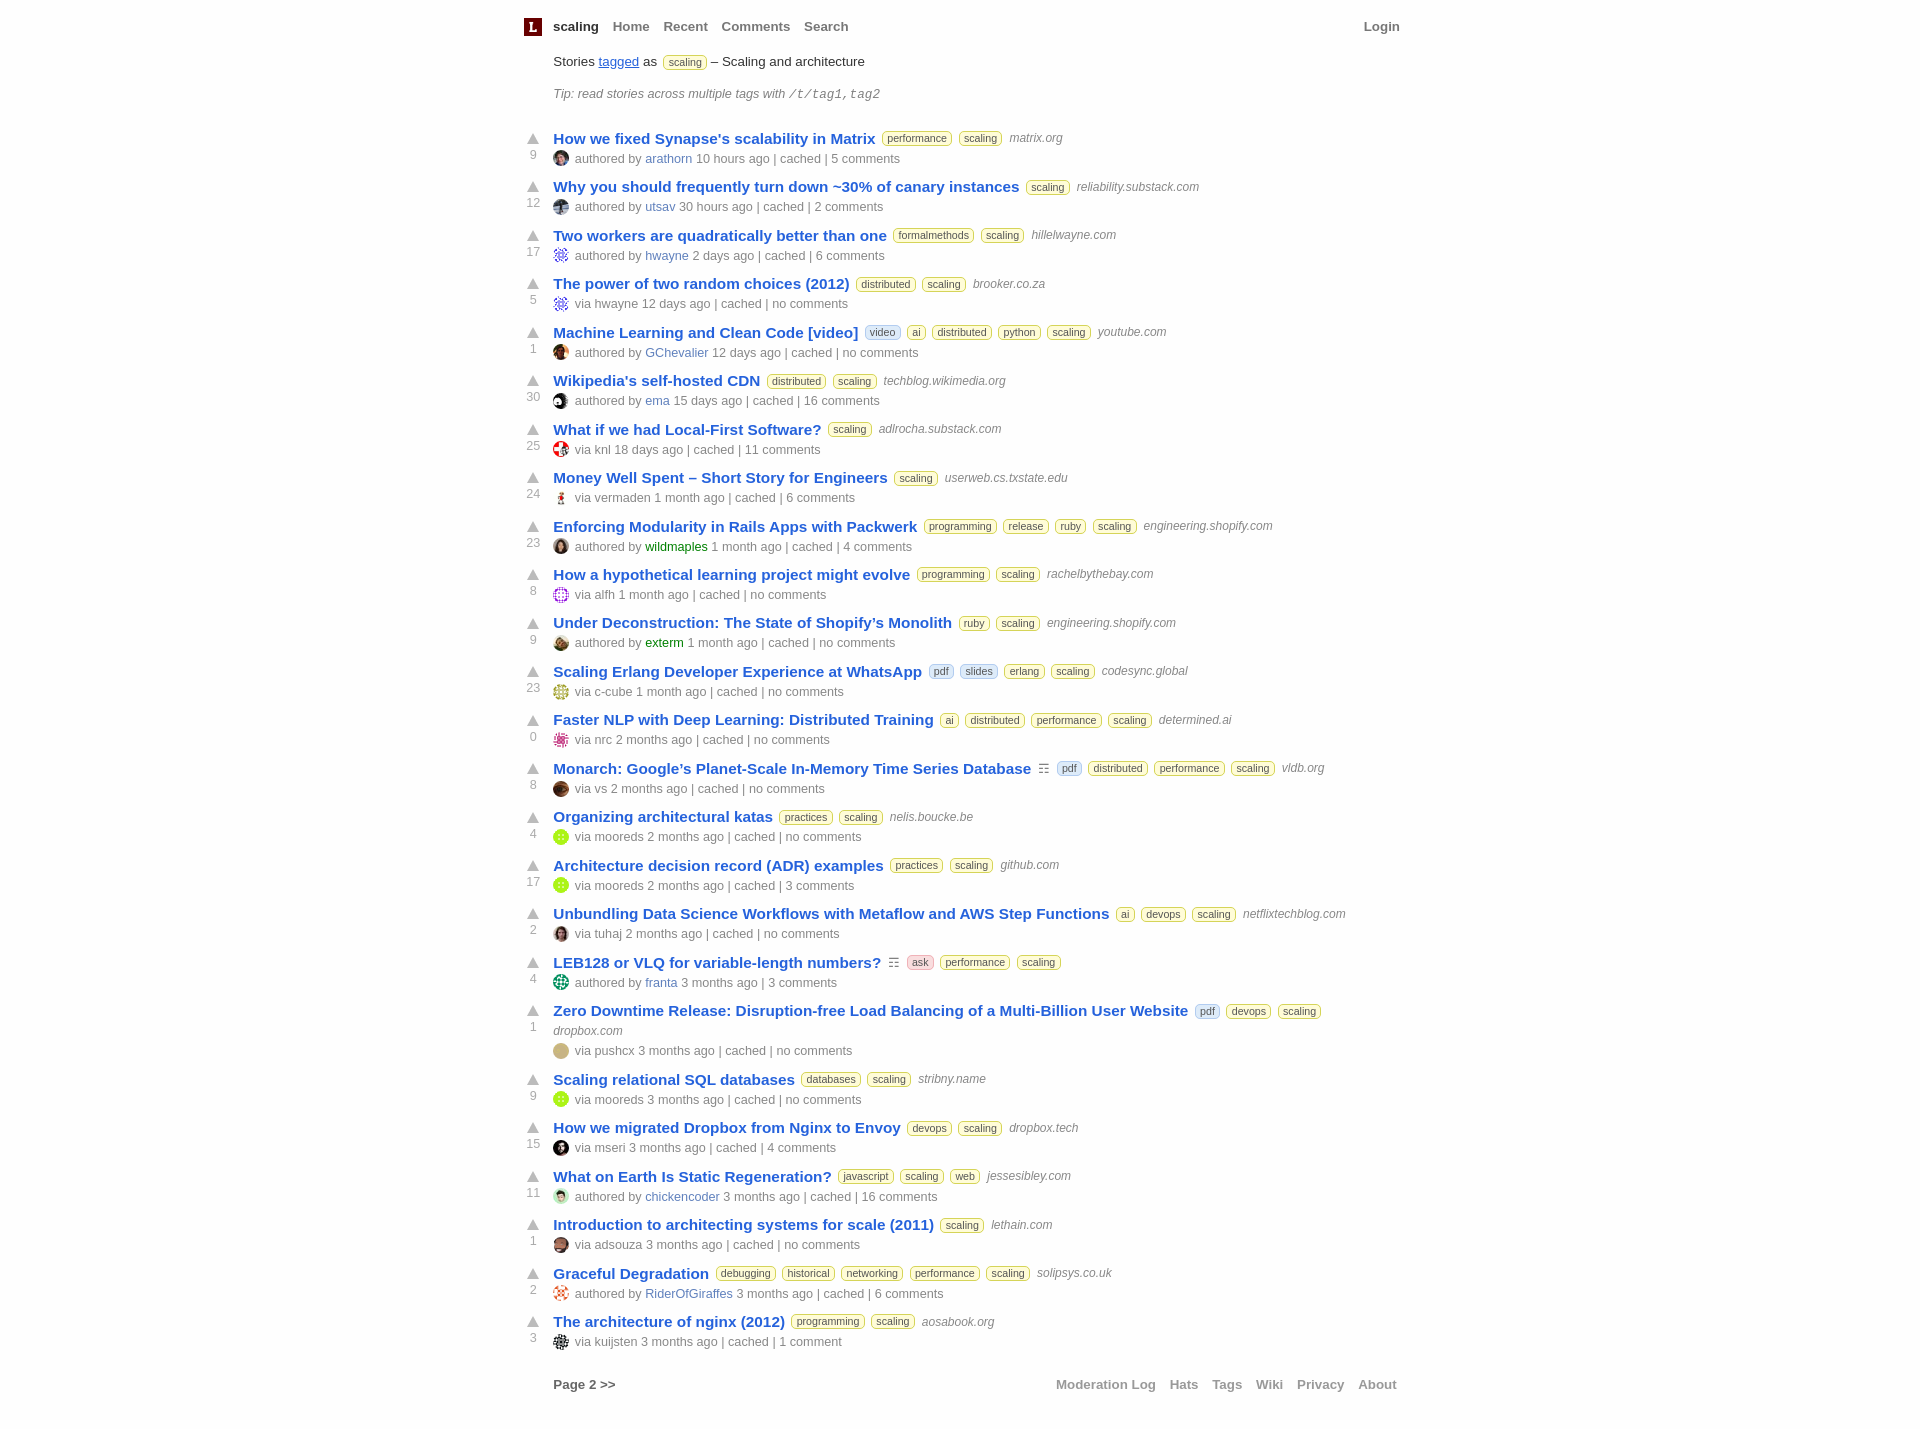 L scaling Home Recent Comments Search Login
Stories tagged as scaling – Scaling and architecture
Tip: read stories across multiple tags with /t/tag1,tag2
How we fixed Synapse's scalability in Matrix performance scaling matrix.org
9 authored by arathorn 10 hours ago | cached | 5 comments
Why you should frequently turn down ~30% of canary instances scaling reliability.substack.com
12 authored by utsav 30 hours ago | cached | 2 comments
Two workers are quadratically better than one formalmethods scaling hillelwayne.com
17 authored by hwayne 2 days ago | cached | 6 comments
The power of two random choices (2012) distributed scaling brooker.co.za
5 via hwayne 12 days ago | cached | no comments
Machine Learning and Clean Code [video] video ai distributed python scaling youtube.com
1 authored by GChevalier 12 days ago | cached | no comments
Wikipedia's self-hosted CDN distributed scaling techblog.wikimedia.org
30 authored by ema 15 days ago | cached | 16 comments
What if we had Local-First Software? scaling adlrocha.substack.com
25 via knl 18 days ago | cached | 11 comments
Money Well Spent – Short Story for Engineers scaling userweb.cs.txstate.edu
24 via vermaden 1 month ago | cached | 6 comments
Enforcing Modularity in Rails Apps with Packwerk programming release ruby scaling engineering.shopify.com
23 authored by wildmaples 1 month ago | cached | 4 comments
How a hypothetical learning project might evolve programming scaling rachelbythebay.com
8 via alfh 1 month ago | cached | no comments
Under Deconstruction: The State of Shopify’s Monolith ruby scaling engineering.shopify.com
9 authored by exterm 1 month ago | cached | no comments
Scaling Erlang Developer Experience at WhatsApp pdf slides erlang scaling codesync.global
23 via c-cube 1 month ago | cached | no comments
Faster NLP with Deep Learning: Distributed Training ai distributed performance scaling determined.ai
0 via nrc 2 months ago | cached | no comments
Monarch: Google’s Planet-Scale In-Memory Time Series Database ☶ pdf distributed performance scaling vldb.org
8 via vs 2 months ago | cached | no comments
Organizing architectural katas practices scaling nelis.boucke.be
4 via mooreds 2 months ago | cached | no comments
Architecture decision record (ADR) examples practices scaling github.com
17 via mooreds 2 months ago | cached | 3 comments
Unbundling Data Science Workflows with Metaflow and AWS Step Functions ai devops scaling netflixtechblog.com
2 via tuhaj 2 months ago | cached | no comments
LEB128 or VLQ for variable-length numbers? ☶ ask performance scaling
4 authored by franta 3 months ago | 3 comments
Zero Downtime Release: Disruption-free Load Balancing of a Multi-Billion User Website pdf devops scaling
1 dropbox.com
via pushcx 3 months ago | cached | no comments
Scaling relational SQL databases databases scaling stribny.name
9 via mooreds 3 months ago | cached | no comments
How we migrated Dropbox from Nginx to Envoy devops scaling dropbox.tech
15 via mseri 3 months ago | cached | 4 comments
What on Earth Is Static Regeneration? javascript scaling web jessesibley.com
11 authored by chickencoder 3 months ago | cached | 16 comments
Introduction to architecting systems for scale (2011) scaling lethain.com
1 via adsouza 3 months ago | cached | no comments
Graceful Degradation debugging historical networking performance scaling solipsys.co.uk
2 authored by RiderOfGiraffes 3 months ago | cached | 6 comments
The architecture of nginx (2012) programming scaling aosabook.org
3 via kuijsten 3 months ago | cached | 1 comment
Page 2 >> Moderation Log Hats Tags Wiki Privacy About